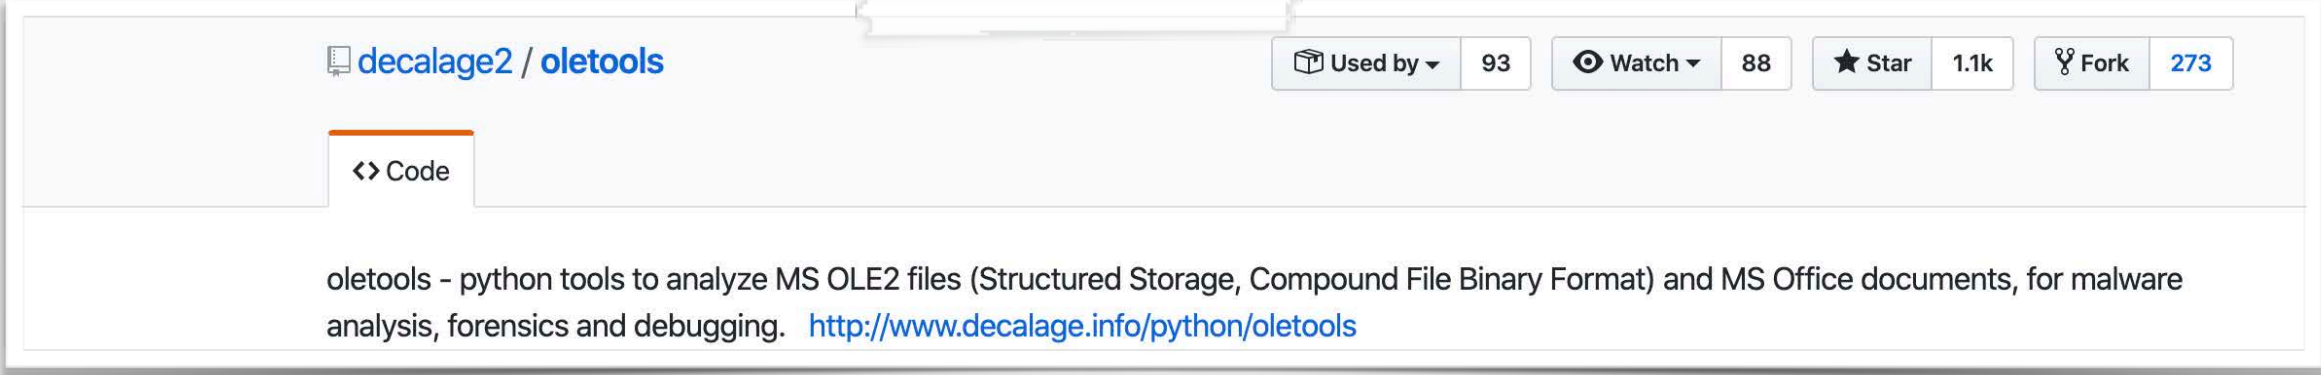 decalage2 / oletools
Used by 93 Watch 88 Star 1.1k Fork 273
<> Code
oletools - python tools to analyze MS OLE2 files (Structured Storage, Compound File Binary Format) and MS Office documents, for malware
analysis, forensics and debugging. http://www.decalage.info/python/oletools